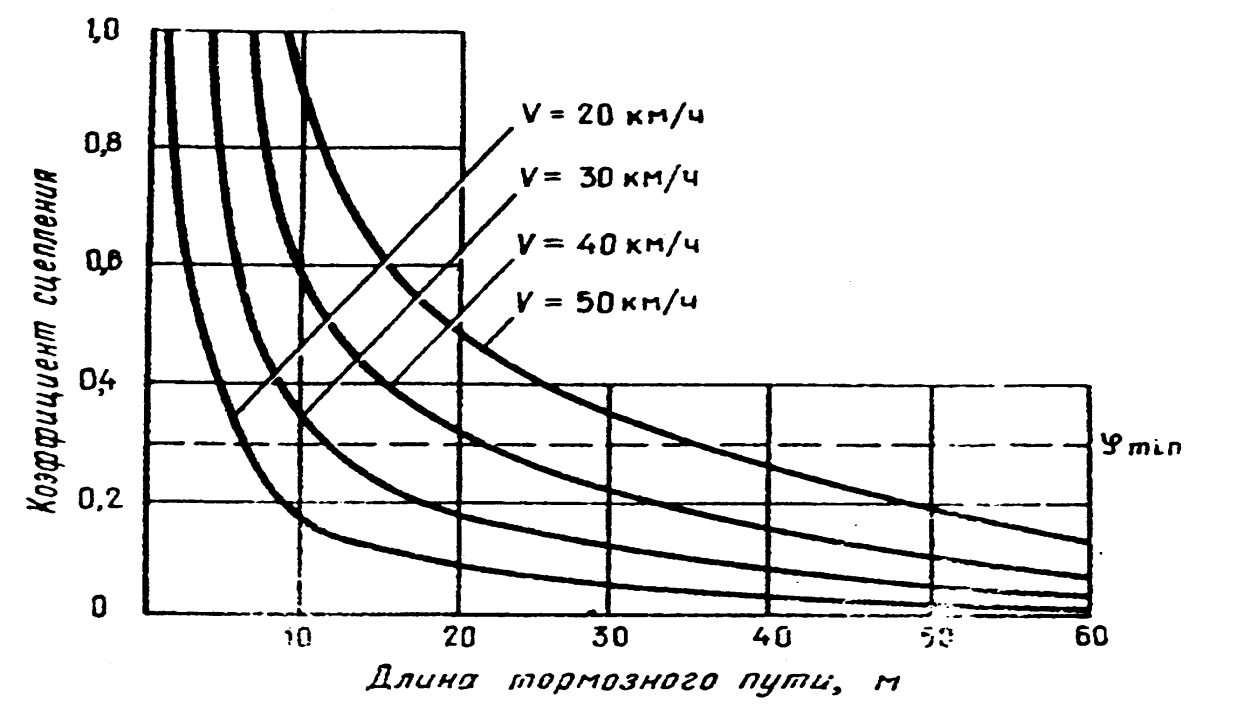 1,0
0,8
0,6
0,4
0,2
0
Коэффициент сцепления
V = 20 км/ч
V = 30 км/ч
V = 40 км/ч
V = 50 км/ч
φ min
10 20 30 40 50 60
Длина тормозного пути, м